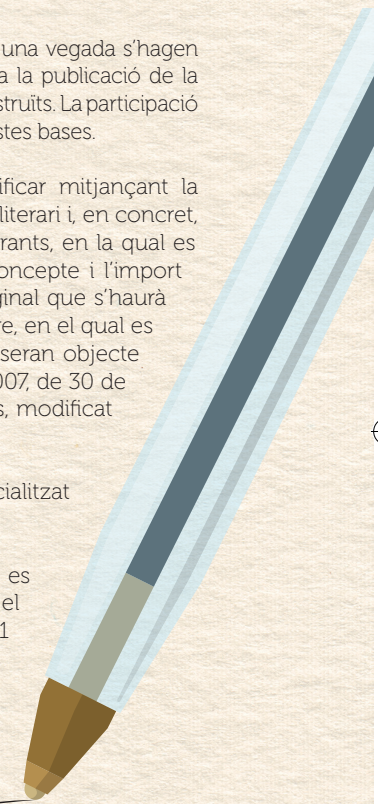 una vegada s’hagen
a la publicació de la
struïts. La participació
stes bases.
ificar mitjançant la
literari i, en concret,
rants, en la qual es
oncepte i l’import
ginal que s’haurà
re, en el qual es
seran objecte
007, de 30 de
s, modificat
cialitzat
es
el
1